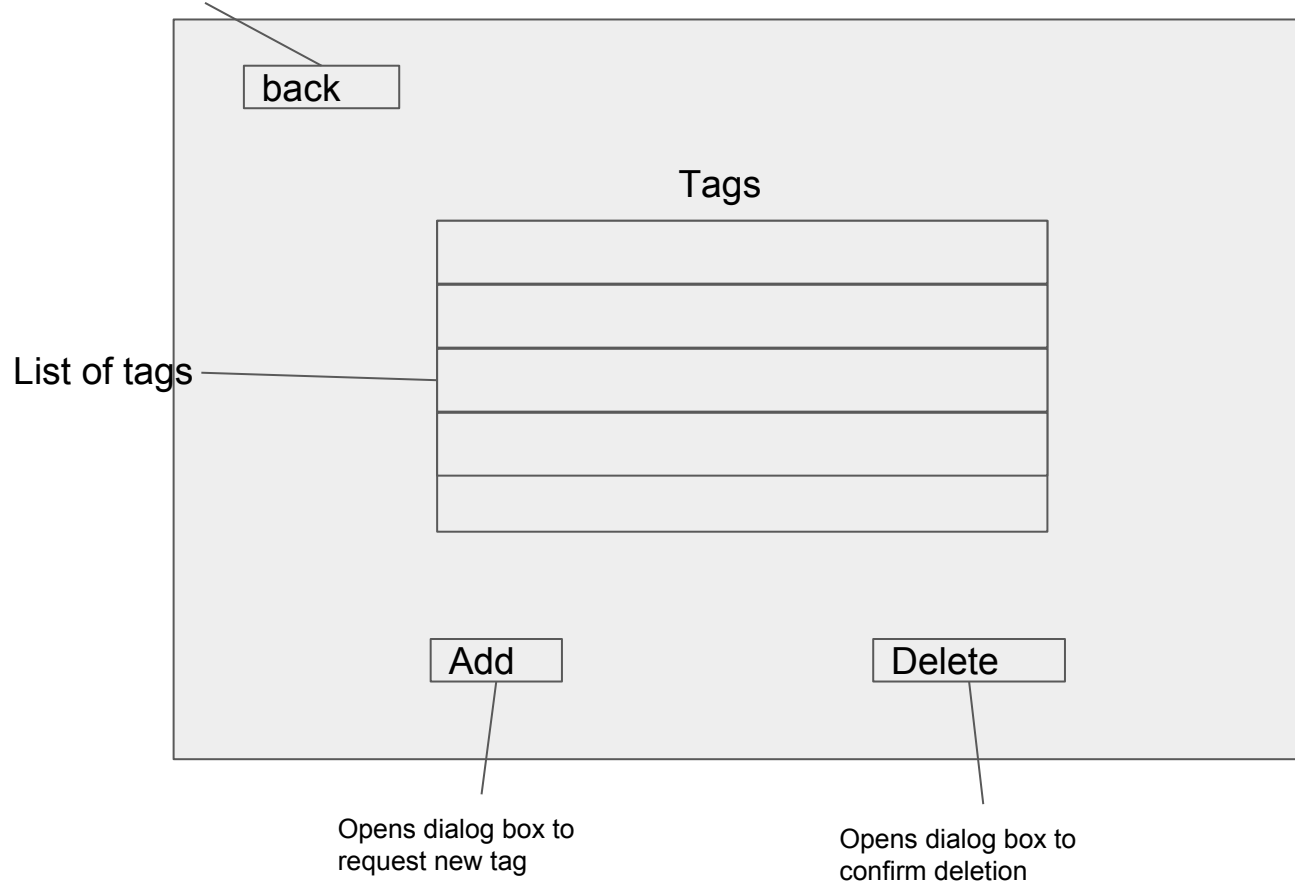 back
Tags
List of tags
Add
Delete
Opens dialog box to
request new tag
Opens dialog box to
confirm deletion